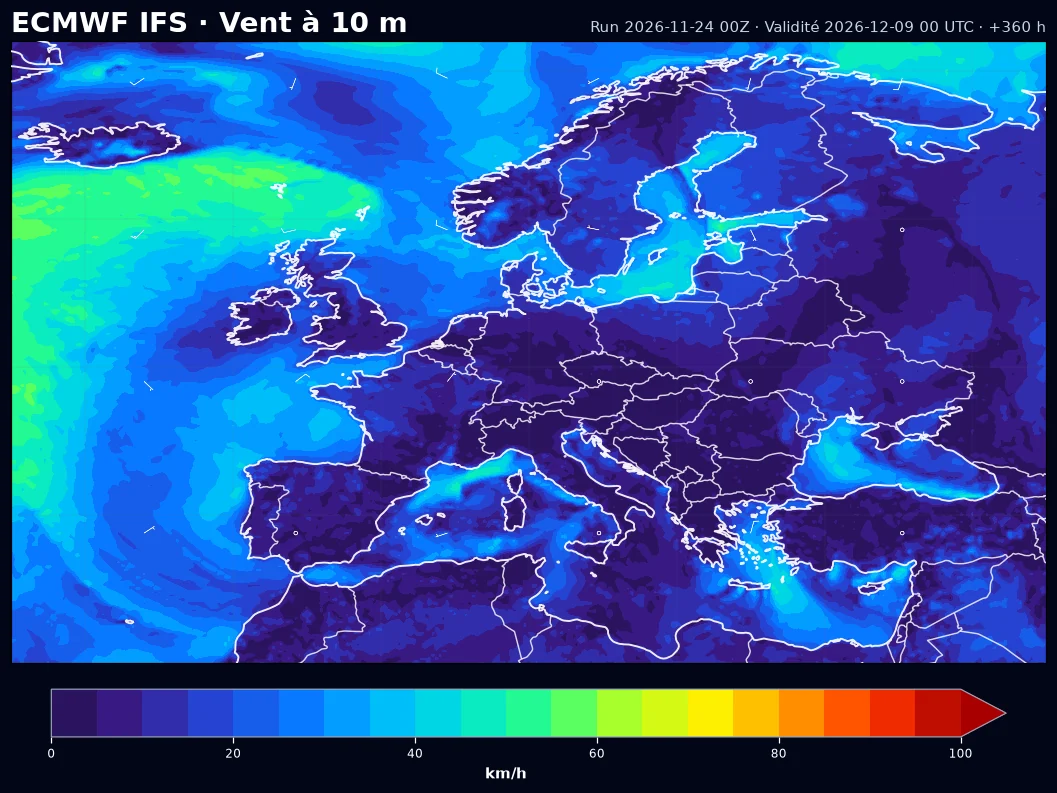 ECMWF IFS · Vent à 10 m
Run 2026-11-24 00Z · Validité 2026-12-09 00 UTC · +360 h
0 20 40 60 80 100
km/h